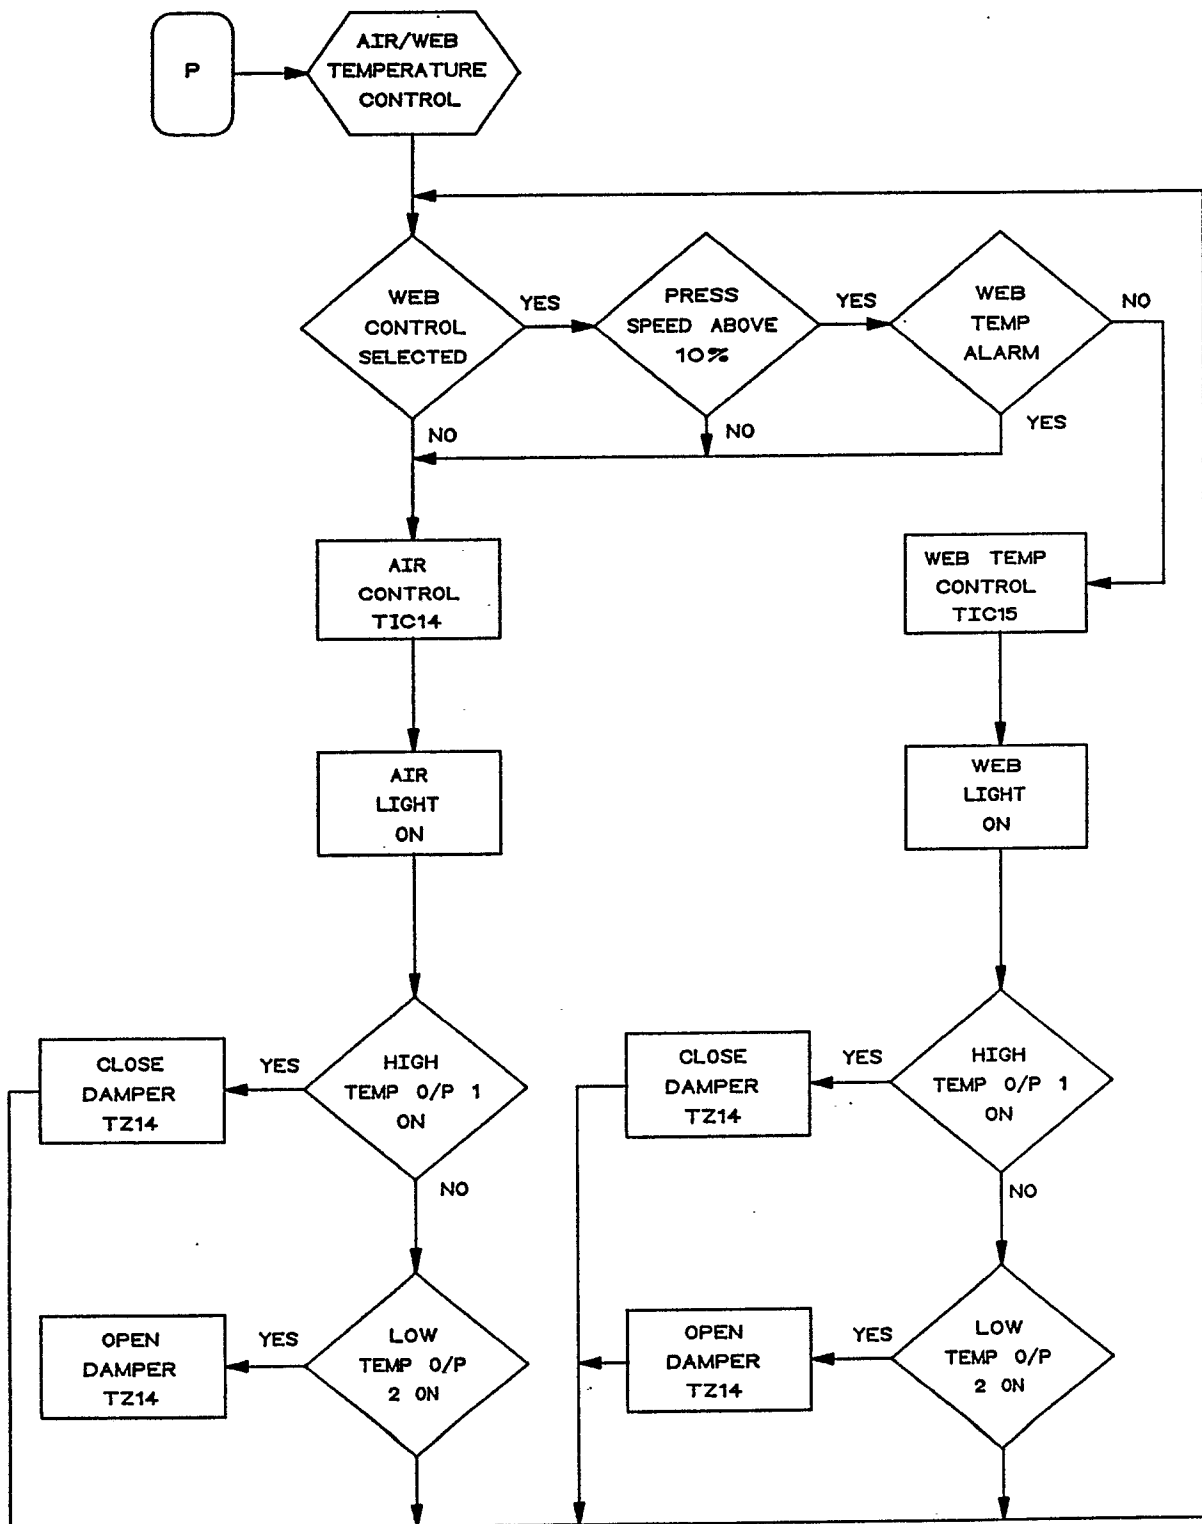 P
AIR/WEB
TEMPERATURE
CONTROL
WEB
CONTROL
SELECTED
YES
PRESS
SPEED ABOVE
10%
YES
WEB
TEMP
ALARM
NO
NO
NO
YES
AIR
CONTROL
TIC14
WEB TEMP
CONTROL
TIC15
AIR
LIGHT
ON
WEB
LIGHT
ON
CLOSE
DAMPER
TZ14
YES
HIGH
TEMP O/P 1
ON
NO
CLOSE
DAMPER
TZ14
YES
HIGH
TEMP O/P 1
ON
NO
OPEN
DAMPER
TZ14
YES
LOW
TEMP O/P
2 ON
OPEN
DAMPER
TZ14
YES
LOW
TEMP O/P
2 ON